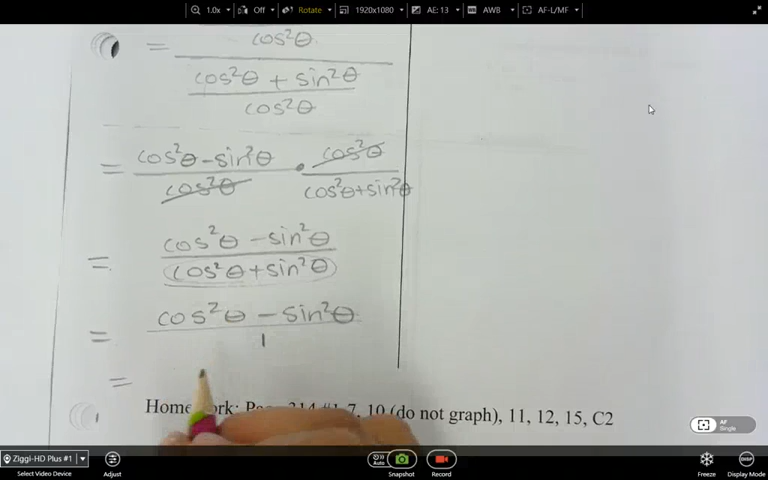 1.0x Off Rotate 1920x1080 AE: 13 AWB AF-L/MF
cos²θ
=
cos²θ + sin²θ
cos²θ
= cos²θ - sin²θ • cos²θ
cos²θ cos²θ + sin²θ
cos²θ - sin²θ
=
cos²θ + sin²θ
cos²θ - sin²θ
=
1
=
314 #1, 7, 10 (do not graph), 11, 12, 15, C2
AF
Single
Ziggi-HD Plus #1
Select Video Device
Adjust
Auto
Snapshot
Record
Freeze
DISP
Display Mode